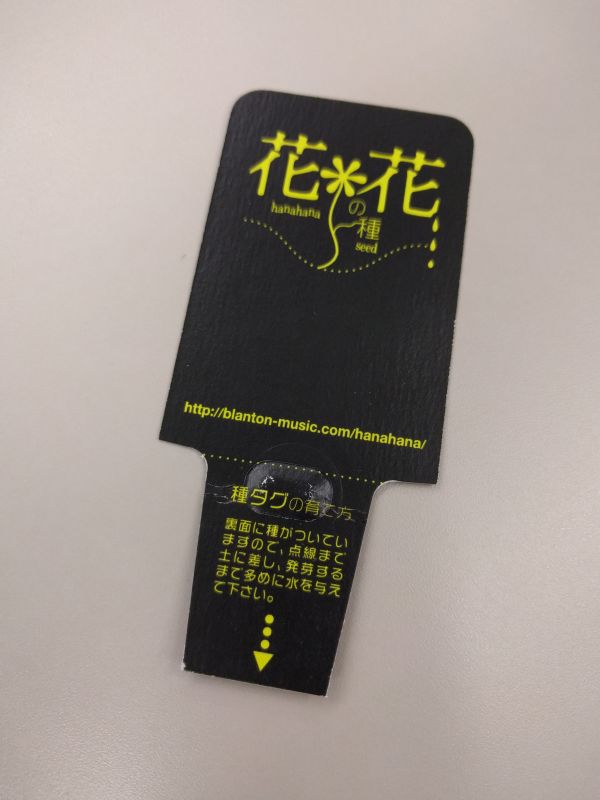 花*花
hanahana
の種
seed
http://blanton-music.com/hanahana/
種タグの育て方
裏面に種がついてい
ますので、点線まで
土に差し、発芽する
まで多めに水を与え
て下さい。